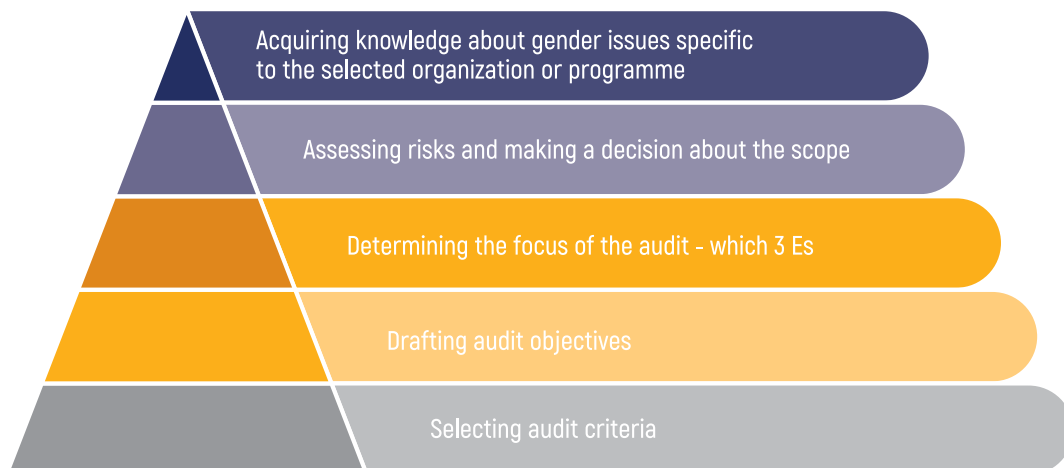 Acquiring knowledge about gender issues specific
to the selected organization or programme
Assessing risks and making a decision about the scope
Determining the focus of the audit - which 3 Es
Drafting audit objectives
Selecting audit criteria